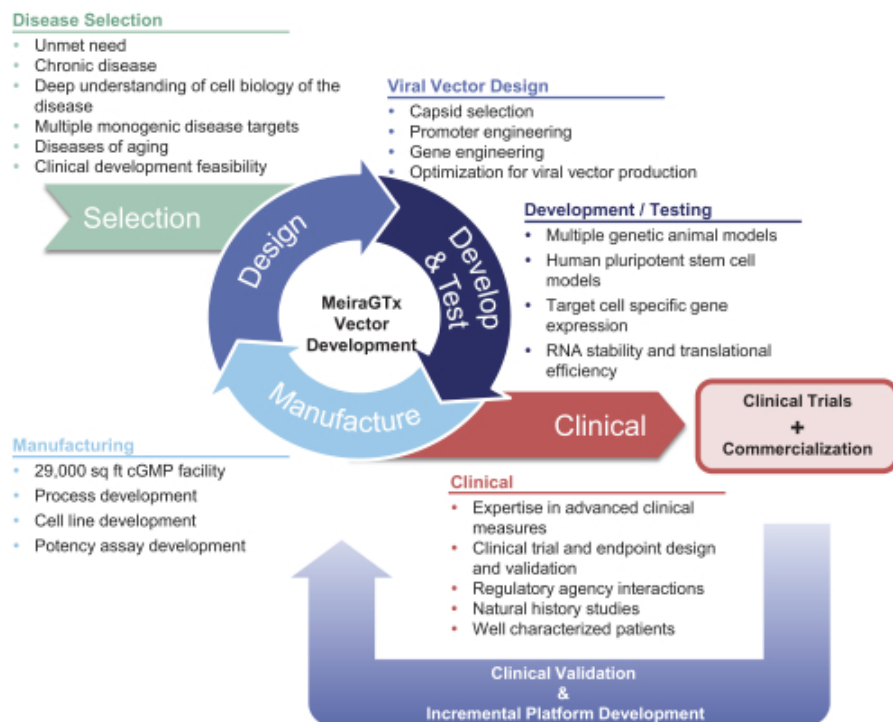 Disease Selection
• Unmet need
• Chronic disease
• Deep understanding of cell biology of the
disease
• Multiple monogenic disease targets
• Diseases of aging
• Clinical development feasibility
Viral Vector Design
• Capsid selection
• Promoter engineering
• Gene engineering
• Optimization for viral vector production
Selection
Design
Develop
& Test
Manufacture
MeiraGTx
Vector
Development
Development / Testing
• Multiple genetic animal models
• Human pluripotent stem cell
models
• Target cell specific gene
expression
• RNA stability and translational
efficiency
Clinical
Clinical Trials
+
Commercialization
Manufacturing
• 29,000 sq ft cGMP facility
• Process development
• Cell line development
• Potency assay development
Clinical
• Expertise in advanced clinical
measures
• Clinical trial and endpoint design
and validation
• Regulatory agency interactions
• Natural history studies
• Well characterized patients
Clinical Validation
&
Incremental Platform Development